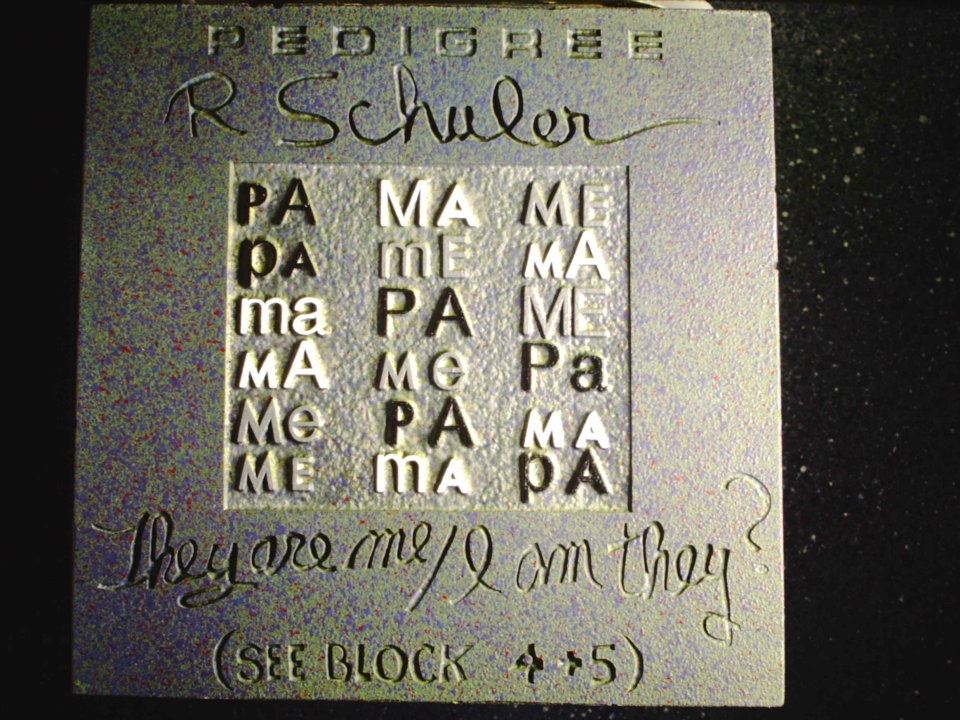 PEDIGREE
R Schuler
PA MA ME
pA mE MA
ma PA ME
MA Me Pa
Me PA MA
ME mA pA
They are me/I am they?
(SEE BLOCK 4+5)